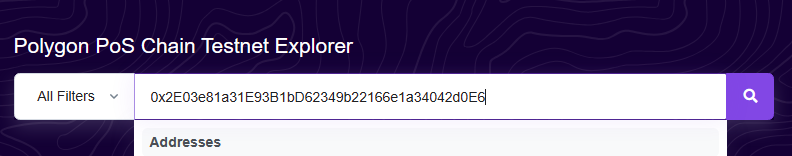 Polygon PoS Chain Testnet Explorer
All Filters
0x2E03e81a31E93B1bD62349b22166e1a34042d0E6
Addresses